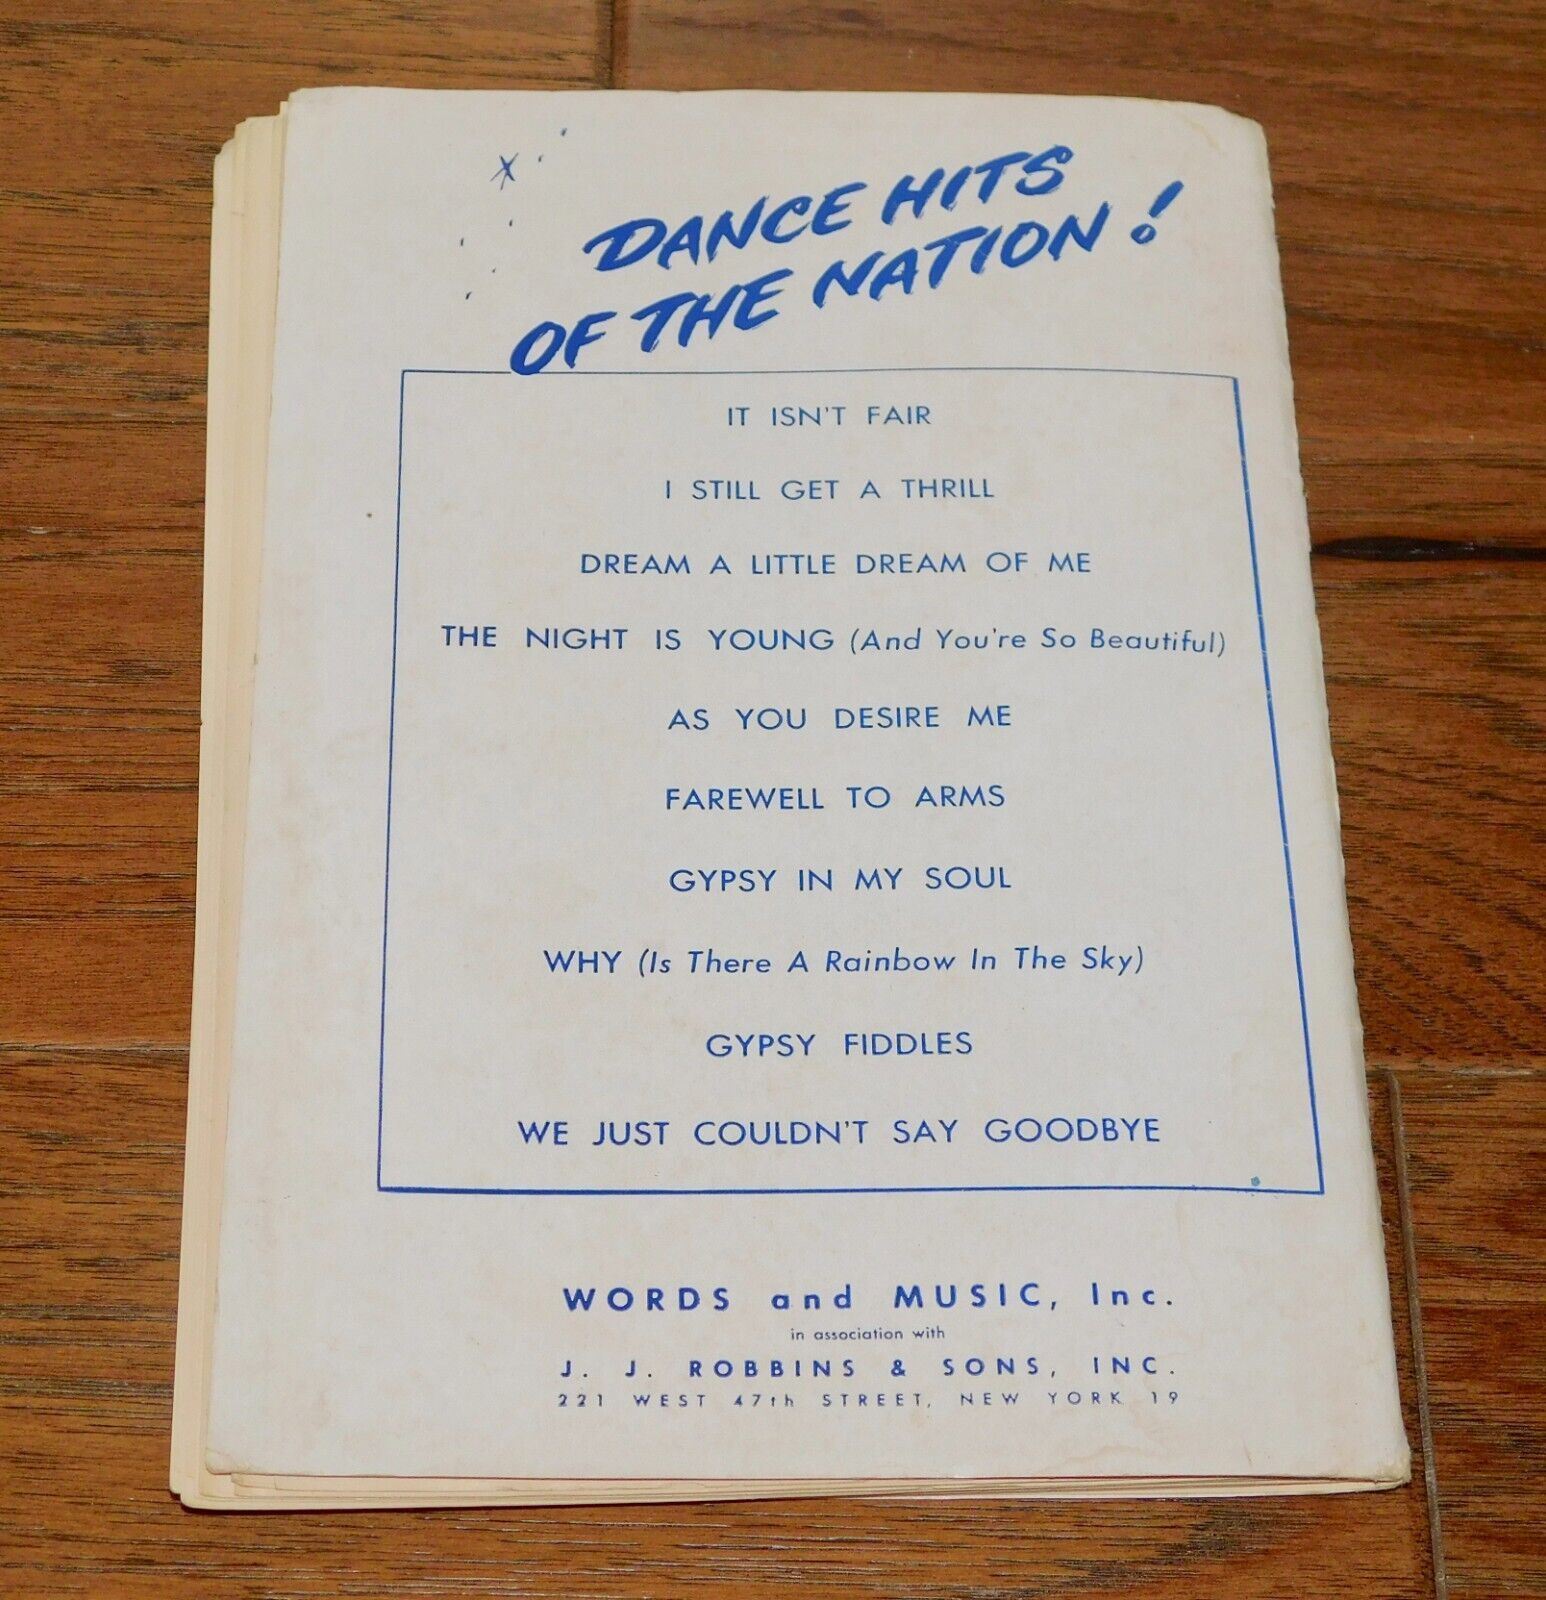 DANCE HITS
OF THE NATION!
IT ISN'T FAIR
I STILL GET A THRILL
DREAM A LITTLE DREAM OF ME
THE NIGHT IS YOUNG (And You're So Beautiful)
AS YOU DESIRE ME
FAREWELL TO ARMS
GYPSY IN MY SOUL
WHY (Is There A Rainbow In The Sky)
GYPSY FIDDLES
WE JUST COULDN'T SAY GOODBYE
WORDS and MUSIC, Inc.
in association with
J. J. ROBBINS & SONS, INC.
221 WEST 47th STREET, NEW YORK 19